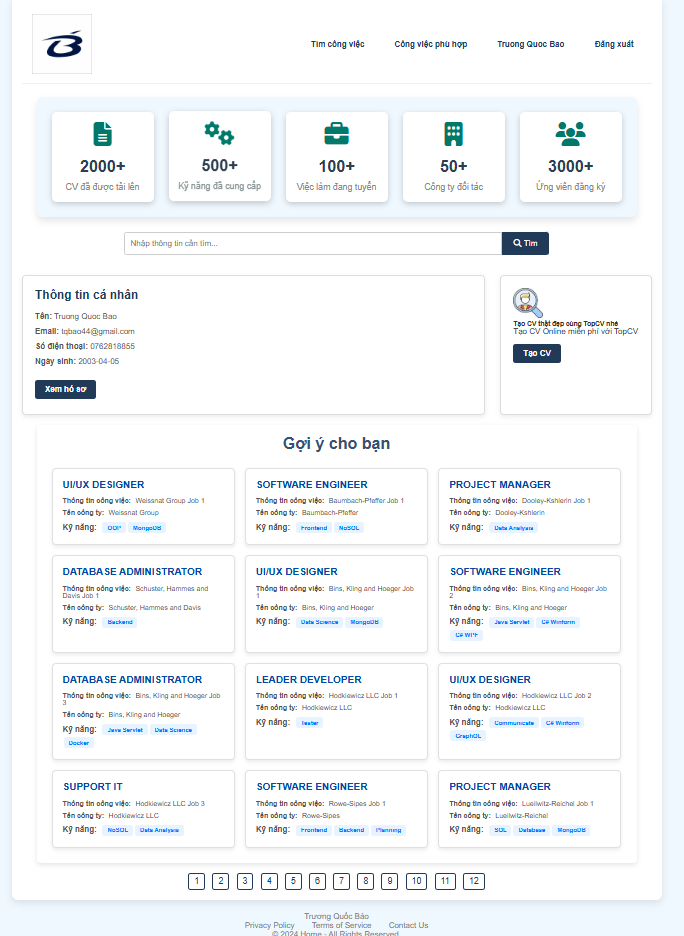 Tìm công việc Công việc phù hợp Truong Quoc Bao Đăng xuất
2000+ 500+ 100+ 50+ 3000+
CV đã được tải lên Kỹ năng đã cung cấp Việc làm đang tuyển Công ty đối tác Ứng viên đăng ký
Nhập thông tin cần tìm... Tìm
Thông tin cá nhân
Tên: Truong Quoc Bao
Email: tqbao44@gmail.com
Số điện thoại: 0762818855
Ngày sinh: 2003-04-05
Xem hồ sơ
Tạo CV thật đẹp cùng TopCV nhé
Tạo CV Online miễn phí với TopCV
Tạo CV
Gợi ý cho bạn
UI/UX DESIGNER
Thông tin công việc: Weissnat Group Job 1
Tên công ty: Weissnat Group
Kỹ năng: OOP MongoDB
SOFTWARE ENGINEER
Thông tin công việc: Baumbach-Pfeffer Job 1
Tên công ty: Baumbach-Pfeffer
Kỹ năng: Frontend NoSQL
PROJECT MANAGER
Thông tin công việc: Dooley-Kshlerin Job 1
Tên công ty: Dooley-Kshlerin
Kỹ năng: Data Analysis
DATABASE ADMINISTRATOR
Thông tin công việc: Schuster, Hammes and
Davis Job 1
Tên công ty: Schuster, Hammes and Davis
Kỹ năng: Backend
UI/UX DESIGNER
Thông tin công việc: Bins, Kling and Hoeger Job
1
Tên công ty: Bins, Kling and Hoeger
Kỹ năng: Data Science MongoDB
SOFTWARE ENGINEER
Thông tin công việc: Bins, Kling and Hoeger Job
2
Tên công ty: Bins, Kling and Hoeger
Kỹ năng: Java Servlet C# Winform
C# WPF
DATABASE ADMINISTRATOR
Thông tin công việc: Bins, Kling and Hoeger Job
3
Tên công ty: Bins, Kling and Hoeger
Kỹ năng: Java Servlet Data Science
Docker
LEADER DEVELOPER
Thông tin công việc: Hodkiewicz LLC Job 1
Tên công ty: Hodkiewicz LLC
Kỹ năng: Tester
UI/UX DESIGNER
Thông tin công việc: Hodkiewicz LLC Job 2
Tên công ty: Hodkiewicz LLC
Kỹ năng: Communicate C# Winform
GraphQL
SUPPORT IT
Thông tin công việc: Hodkiewicz LLC Job 3
Tên công ty: Hodkiewicz LLC
Kỹ năng: NoSQL Data Analysis
SOFTWARE ENGINEER
Thông tin công việc: Rowe-Sipes Job 1
Tên công ty: Rowe-Sipes
Kỹ năng: Frontend Backend Planning
PROJECT MANAGER
Thông tin công việc: Lueilwitz-Reichel Job 1
Tên công ty: Lueilwitz-Reichel
Kỹ năng: SQL Database MongoDB
1 2 3 4 5 6 7 8 9 10 11 12
Trương Quốc Bảo
Privacy Policy Terms of Service Contact Us
© 2024 Home - All Rights Reserved